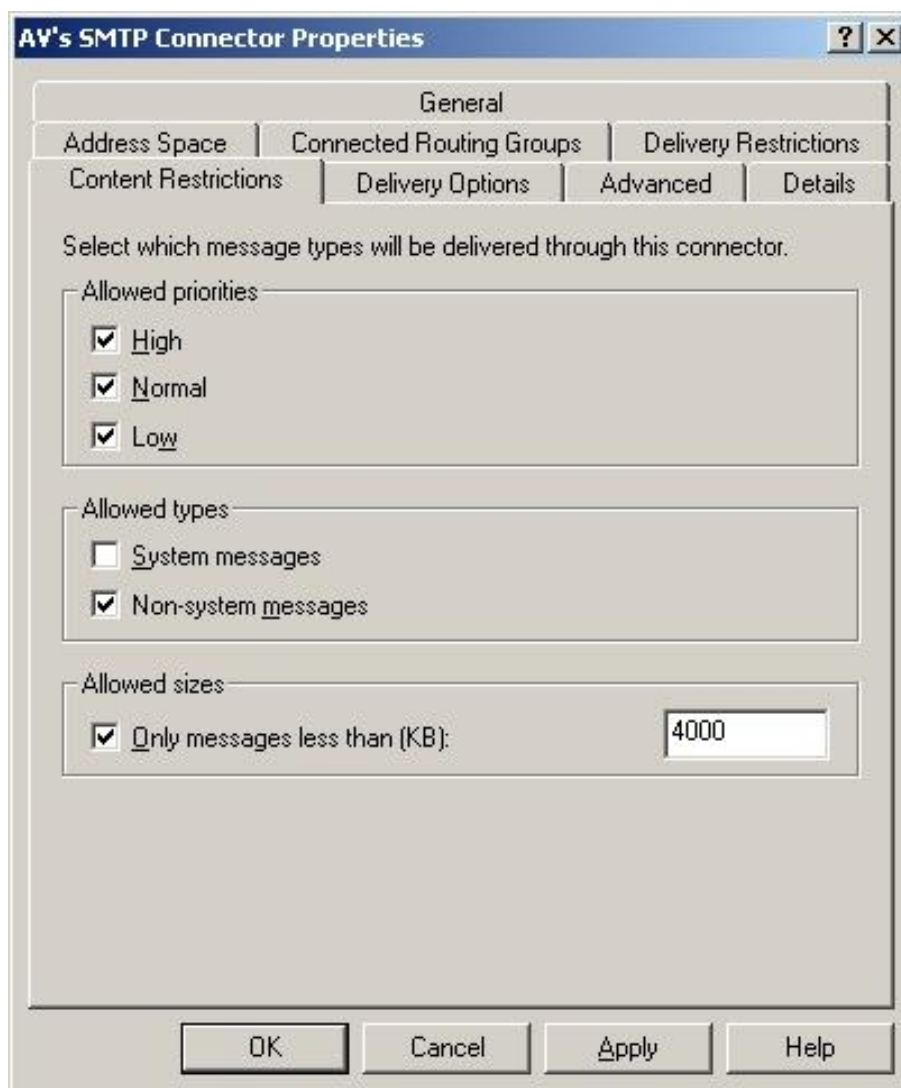 AV's SMTP Connector Properties
General
Address Space Connected Routing Groups Delivery Restrictions
Content Restrictions Delivery Options Advanced Details
Select which message types will be delivered through this connector.
Allowed priorities
High
Normal
Low
Allowed types
System messages
Non-system messages
Allowed sizes
Only messages less than (KB): 4000
OK Cancel Apply Help